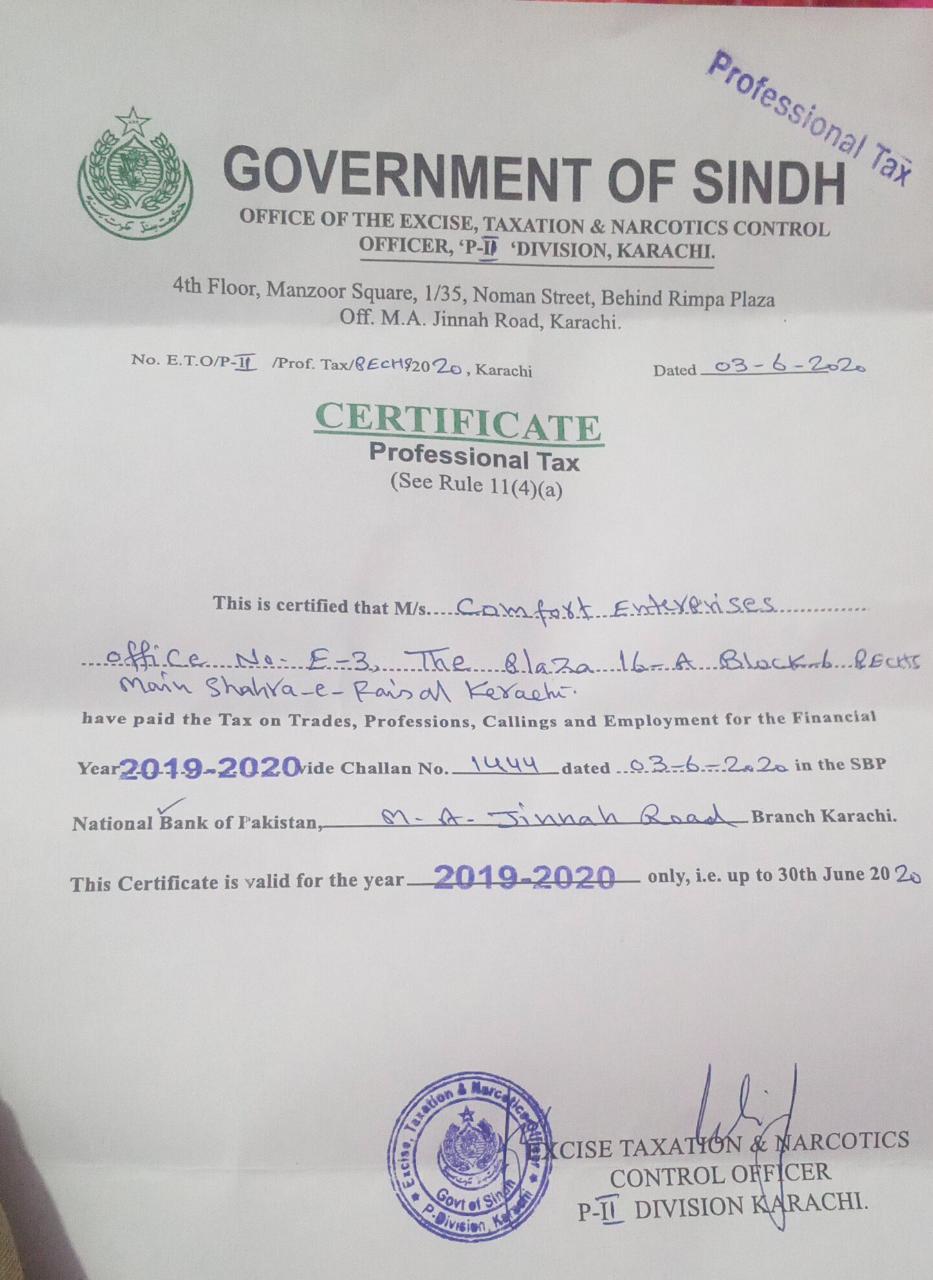 Professional Tax
GOVERNMENT OF SINDH
OFFICE OF THE EXCISE, TAXATION & NARCOTICS CONTROL
OFFICER, 'P-II 'DIVISION, KARACHI.
4th Floor, Manzoor Square, 1/35, Noman Street, Behind Rimpa Plaza
Off. M.A. Jinnah Road, Karachi.
No. E.T.O/P-II /Prof. Tax/PECHS/2020, Karachi Dated 03-6-2020
CERTIFICATE
Professional Tax
(See Rule 11(4)(a)
This is certified that M/s....Comfort Enterprises
office No- E-3, The Plaza 16-A Block-6 PECHS
Main Shahra-e-Faisal Kerachi.
have paid the Tax on Trades, Professions, Callings and Employment for the Financial
Year 2019-2020 vide Challan No. 1444 dated 03-6-2020 in the SBP
National Bank of Pakistan, M-A-Jinnah Road Branch Karachi.
This Certificate is valid for the year 2019-2020 only, i.e. up to 30th June 2020
Excise, Taxation & Narcotics Officer
Govt of Sindh
P-Division, Karachi
EXCISE TAXATION & NARCOTICS
CONTROL OFFICER
P-II DIVISION KARACHI.